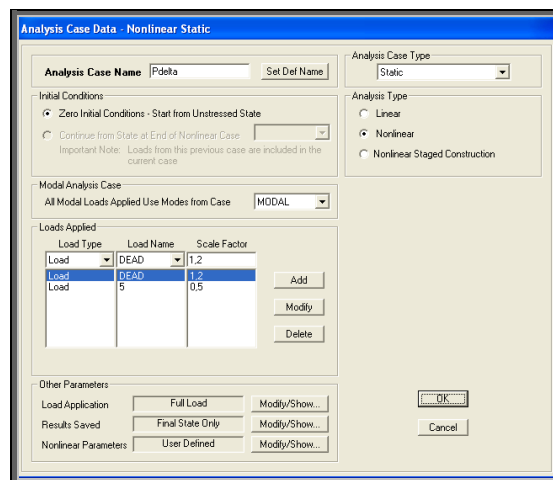 Analysis Case Data - Nonlinear Static
Analysis Case Name Pdelta Set Def Name
Analysis Case Type
Static
Initial Conditions
Zero Initial Conditions - Start from Unstressed State
Continue from State at End of Nonlinear Case
Important Note: Loads from this previous case are included in the
current case
Analysis Type
Linear
Nonlinear
Nonlinear Staged Construction
Modal Analysis Case
All Modal Loads Applied Use Modes from Case MODAL
Loads Applied
Load Type Load Name Scale Factor
Load DEAD 1,2
Load DEAD 1,2
Load 5 0,5
Add
Modify
Delete
Other Parameters
Load Application Full Load Modify/Show...
Results Saved Final State Only Modify/Show...
Nonlinear Parameters User Defined Modify/Show...
OK
Cancel